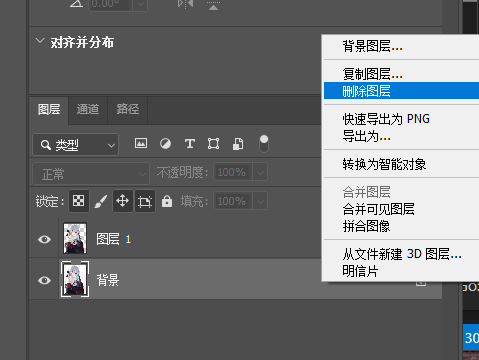 0.00°
对齐并分布
图层 通道 路径
类型
正常 不透明度: 100%
锁定: 填充: 100%
图层 1
背景
背景图层...
复制图层...
删除图层
快速导出为 PNG
导出为...
转换为智能对象
合并图层
合并可见图层
拼合图像
从文件新建 3D 图层...
明信片
30